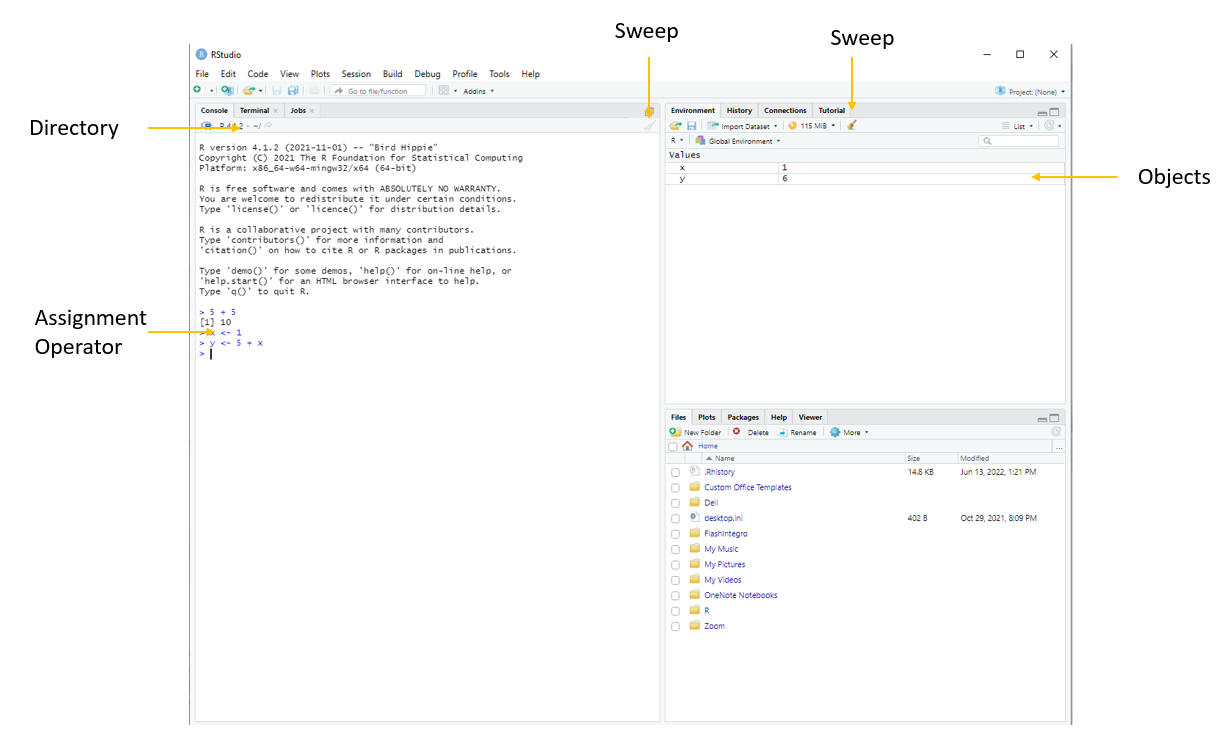 Sweep
Sweep
RStudio
File Edit Code View Plots Session Build Debug Profile Tools Help
Go to file/function Addins Project: (None)
Console Terminal Jobs
Environment History Connections Tutorial
Directory
R 4.1.2 · ~/
Import Dataset 115 MiB List
R Global Environment
Values
x 1
y 6
Objects
R version 4.1.2 (2021-11-01) -- "Bird Hippie"
Copyright (C) 2021 The R Foundation for Statistical Computing
Platform: x86_64-w64-mingw32/x64 (64-bit)
R is free software and comes with ABSOLUTELY NO WARRANTY.
You are welcome to redistribute it under certain conditions.
Type 'license()' or 'licence()' for distribution details.
R is a collaborative project with many contributors.
Type 'contributors()' for more information and
'citation()' on how to cite R or R packages in publications.
Type 'demo()' for some demos, 'help()' for on-line help, or
'help.start()' for an HTML browser interface to help.
Type 'q()' to quit R.
> 5 + 5
[1] 10
> x <- 1
> y <- 5 + x
>
Assignment
Operator
Files Plots Packages Help Viewer
New Folder Delete Rename More
Home ...
Name Size Modified
.Rhistory 14.8 KB Jun 13, 2022, 1:21 PM
Custom Office Templates
Dell
desktop.ini 402 B Oct 29, 2021, 8:09 PM
FlashIntegro
My Music
My Pictures
My Videos
OneNote Notebooks
R
Zoom